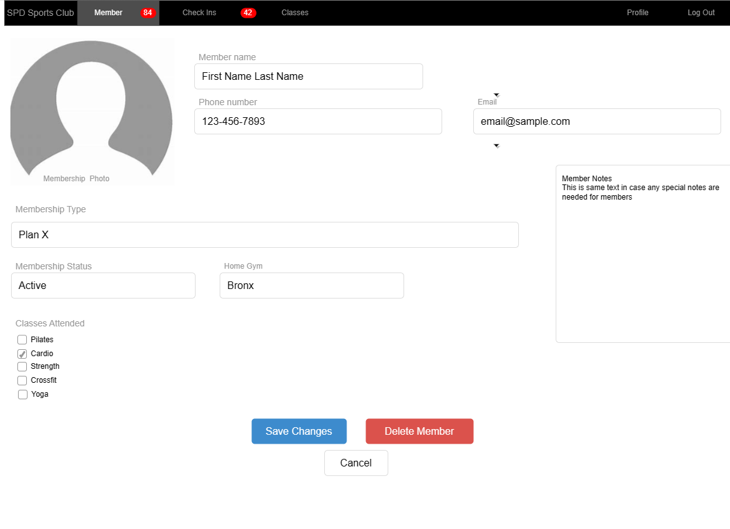 SPD Sports Club Member 84 Check Ins 42 Classes Profile Log Out
Member name
First Name Last Name
Phone number
Email
123-456-7893
email@sample.com
Membership Photo
Member Notes
This is same text in case any special notes are
needed for members
Membership Type
Plan X
Membership Status
Home Gym
Active
Bronx
Classes Attended
Pilates
Cardio
Strength
Crossfit
Yoga
Save Changes
Delete Member
Cancel